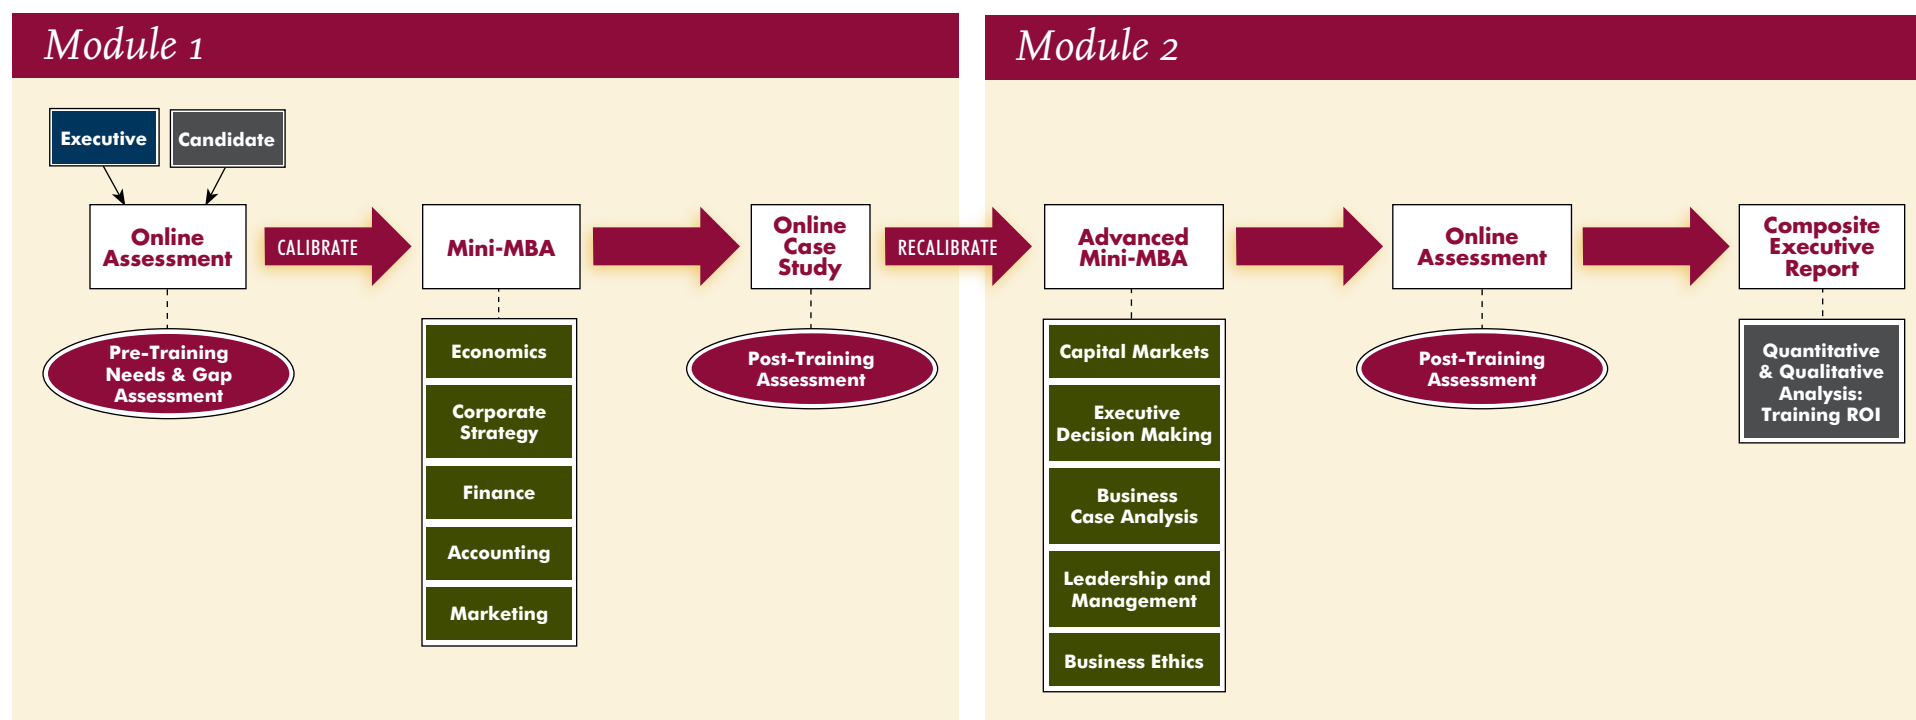 Module 1
Executive
Candidate
Online
Assessment
CALIBRATE
Mini-MBA
Online
Case
Study
RECALIBRATE
Pre-Training
Needs & Gap
Assessment
Economics
Corporate
Strategy
Finance
Accounting
Marketing
Post-Training
Assessment
Module 2
Advanced
Mini-MBA
Online
Assessment
Composite
Executive
Report
Capital Markets
Executive
Decision Making
Business
Case Analysis
Leadership and
Management
Business Ethics
Post-Training
Assessment
Quantitative
& Qualitative
Analysis:
Training ROI